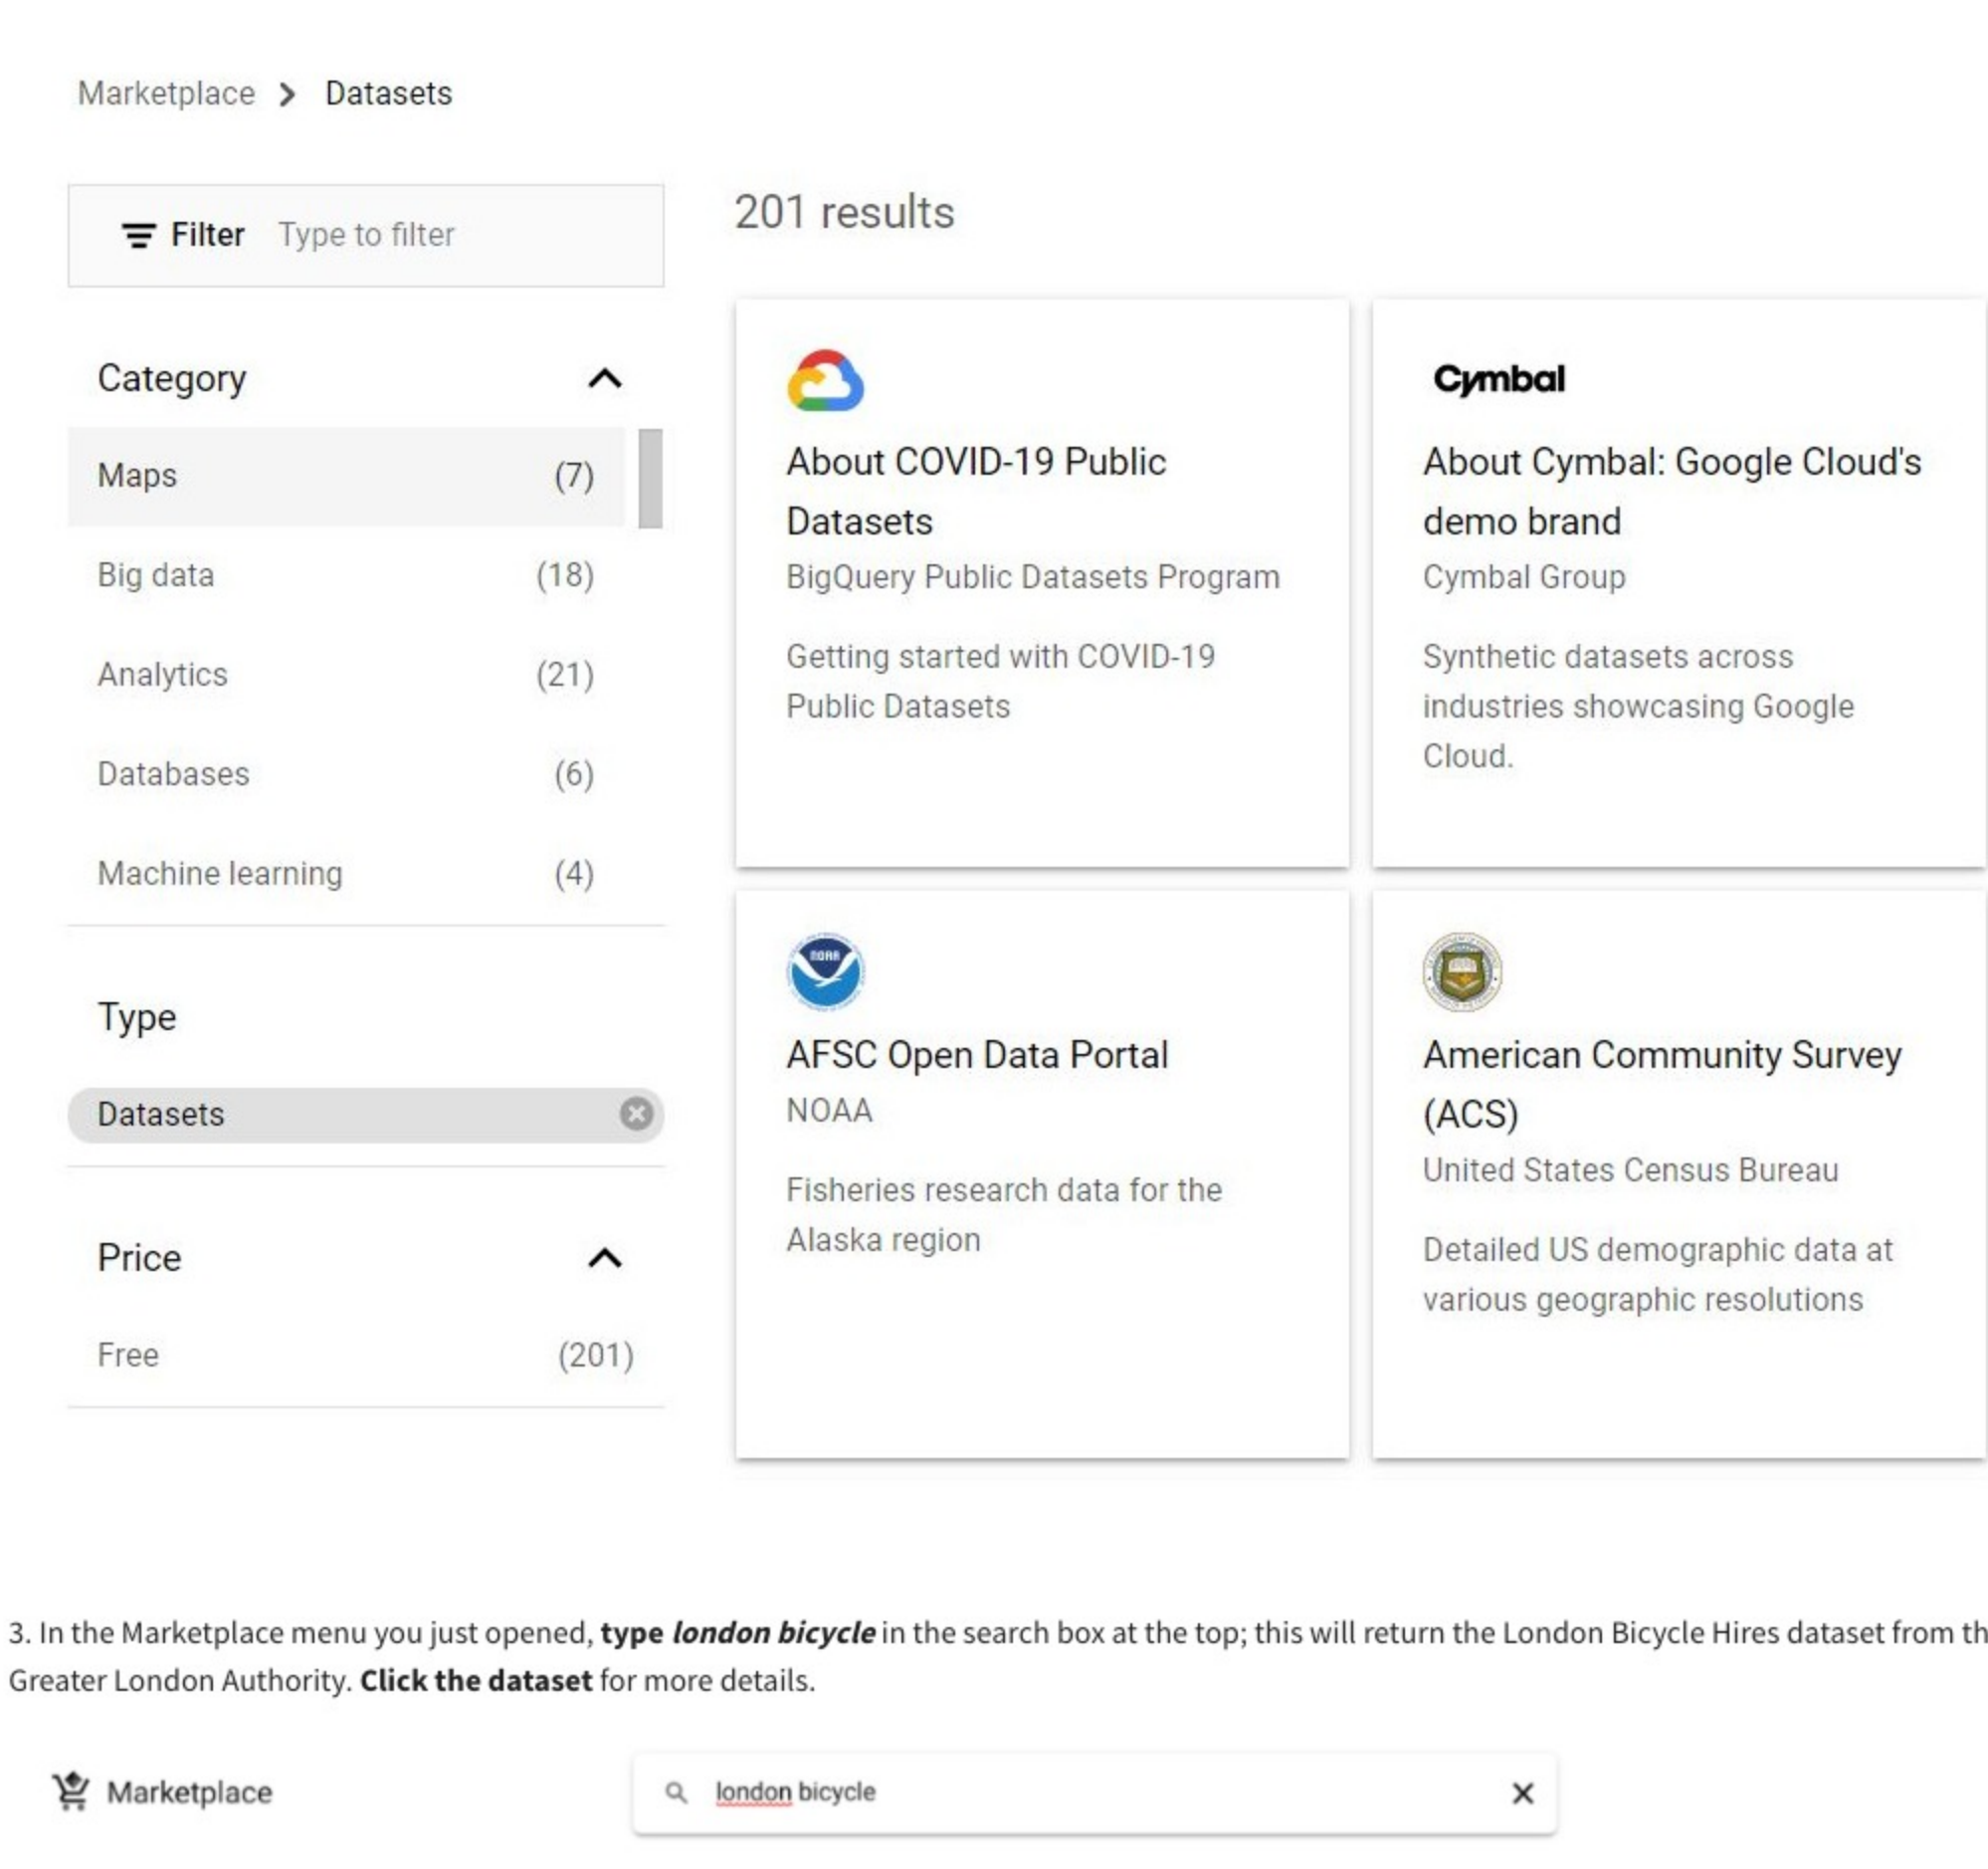 Marketplace > Datasets
Filter Type to filter
201 results
Category
Maps (7)
Big data (18)
Analytics (21)
Databases (6)
Machine learning (4)
Type
Datasets
Price
Free (201)
About COVID-19 Public
Datasets
BigQuery Public Datasets Program
Getting started with COVID-19
Public Datasets
Cymbal
About Cymbal: Google Cloud's
demo brand
Cymbal Group
Synthetic datasets across
industries showcasing Google
Cloud.
NOAA
AFSC Open Data Portal
NOAA
Fisheries research data for the
Alaska region
American Community Survey
(ACS)
United States Census Bureau
Detailed US demographic data at
various geographic resolutions
3. In the Marketplace menu you just opened, type london bicycle in the search box at the top; this will return the London Bicycle Hires dataset from th
Greater London Authority. Click the dataset for more details.
Marketplace
london bicycle